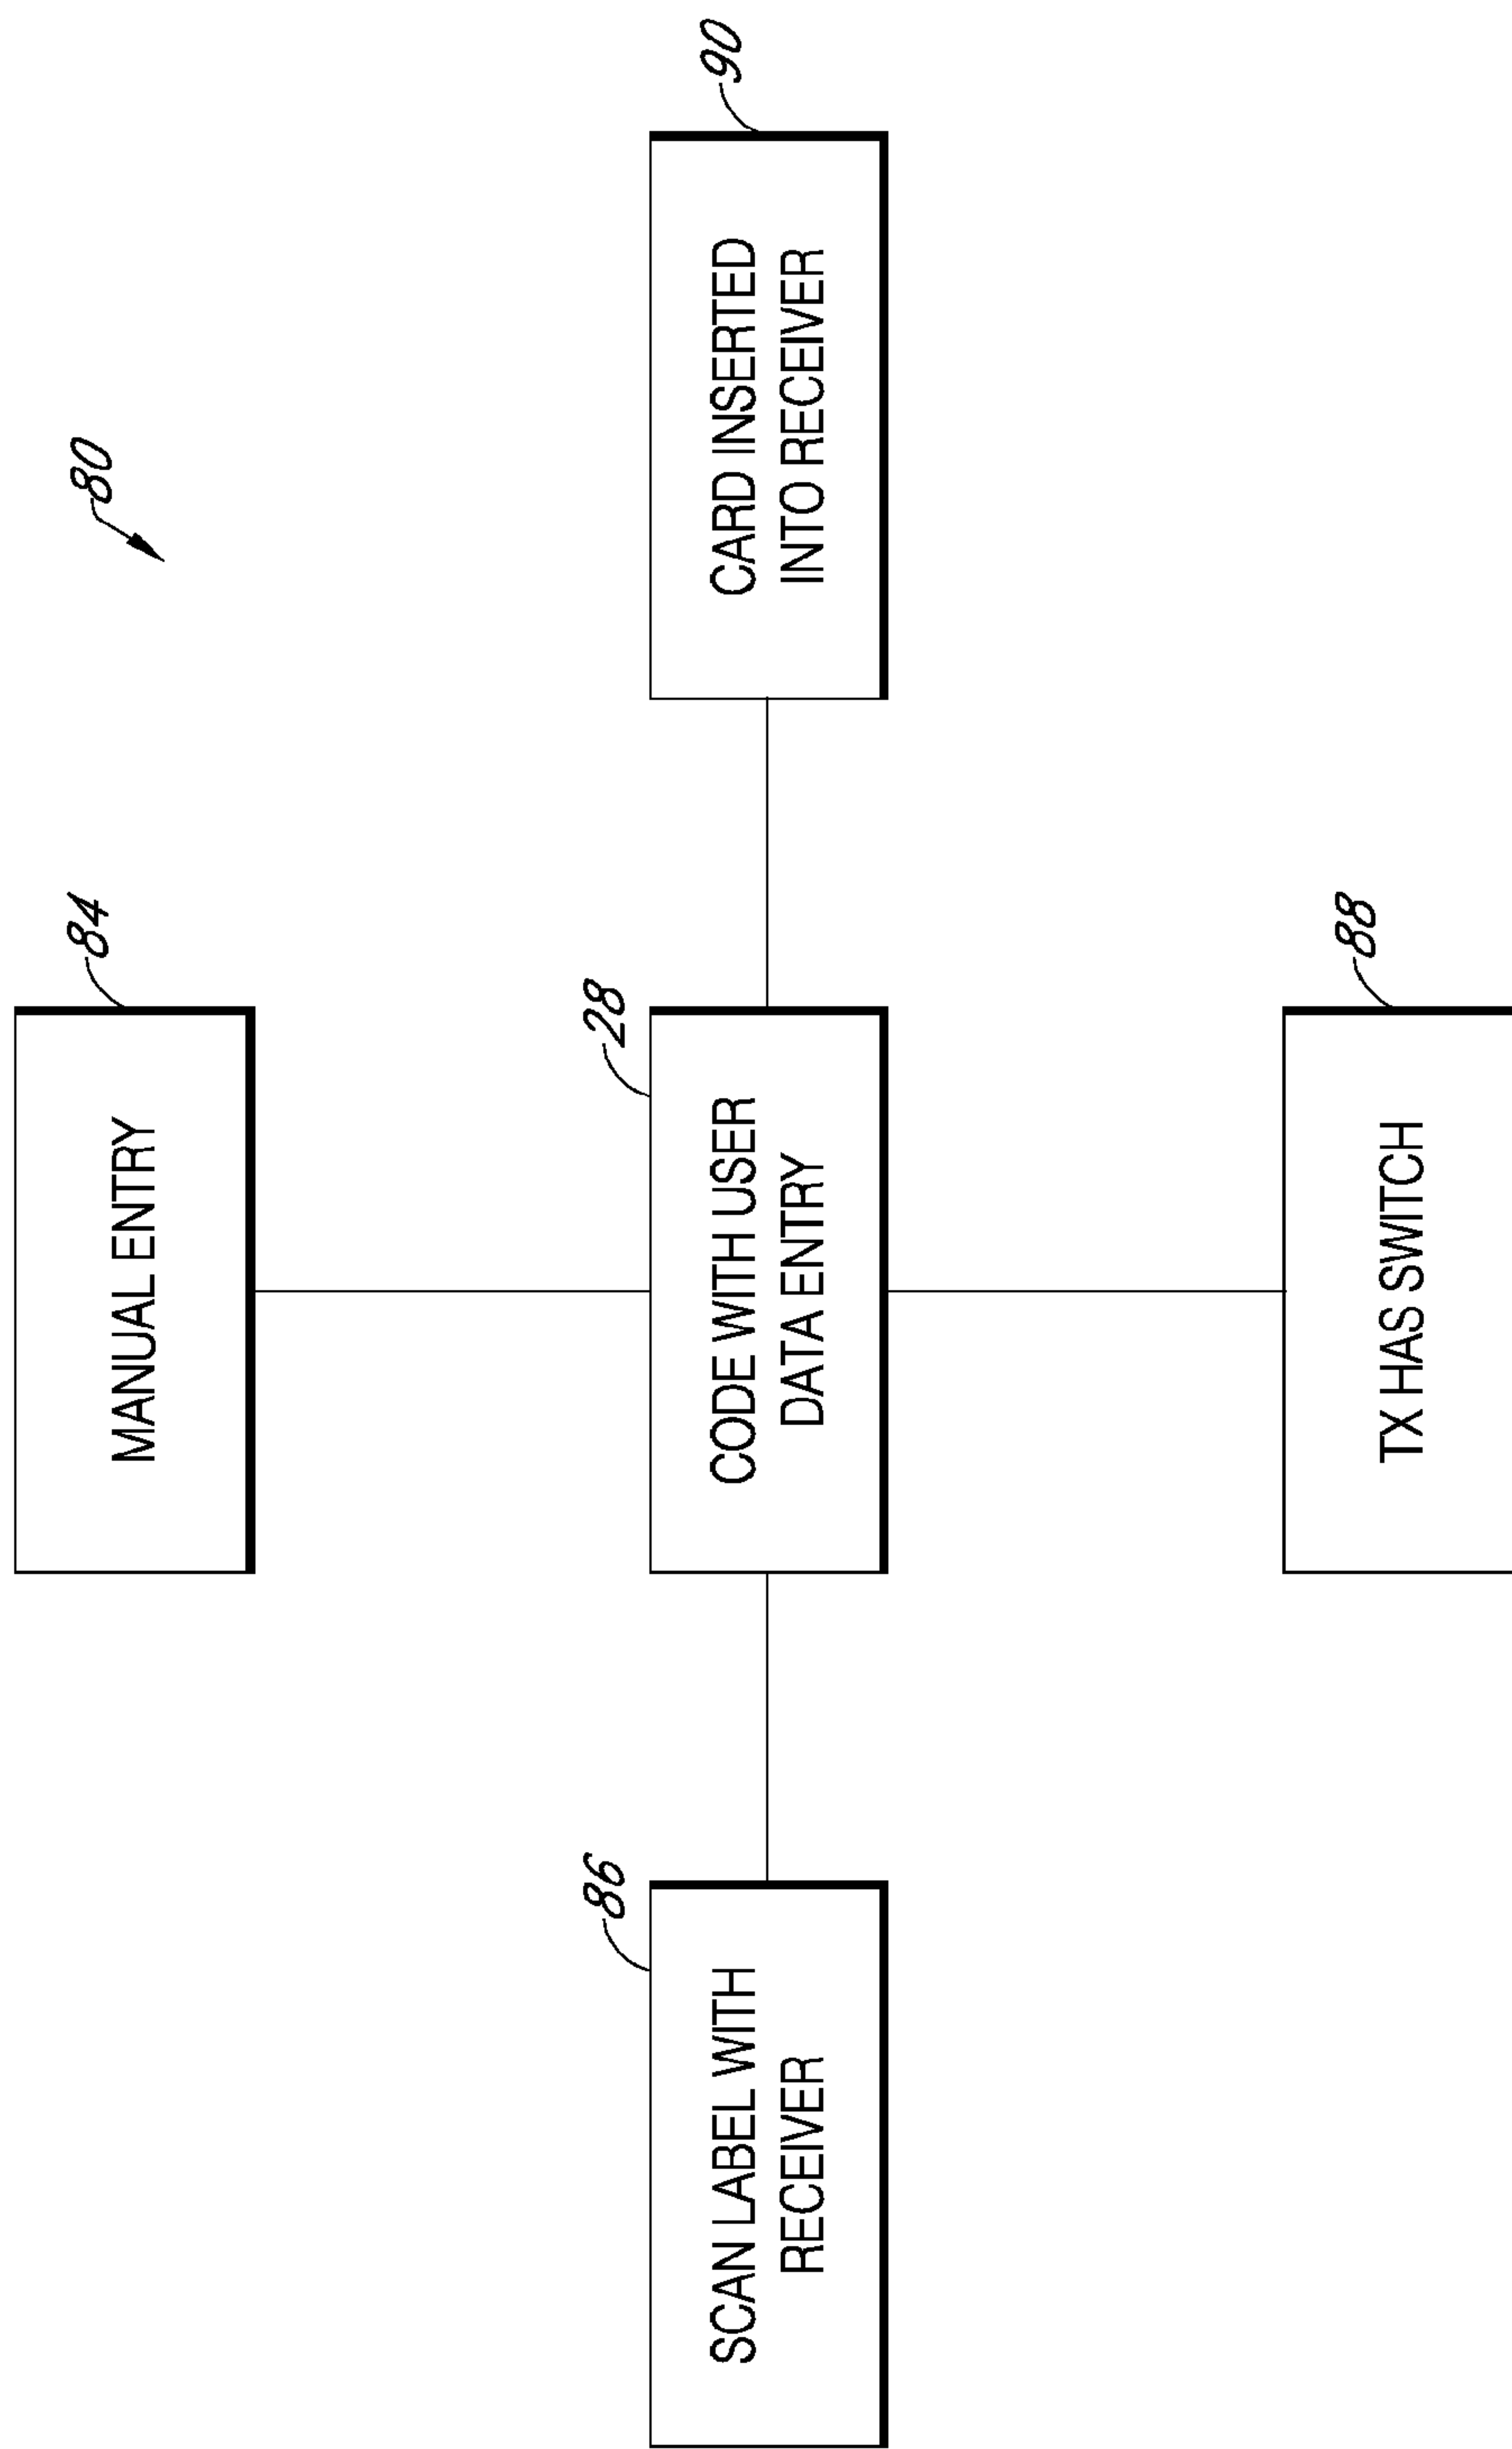 80
84
MANUAL ENTRY
86
SCAN LABEL WITH
RECEIVER
28
CODE WITH USER
DATA ENTRY
90
CARD INSERTED
INTO RECEIVER
88
TX HAS SWITCH